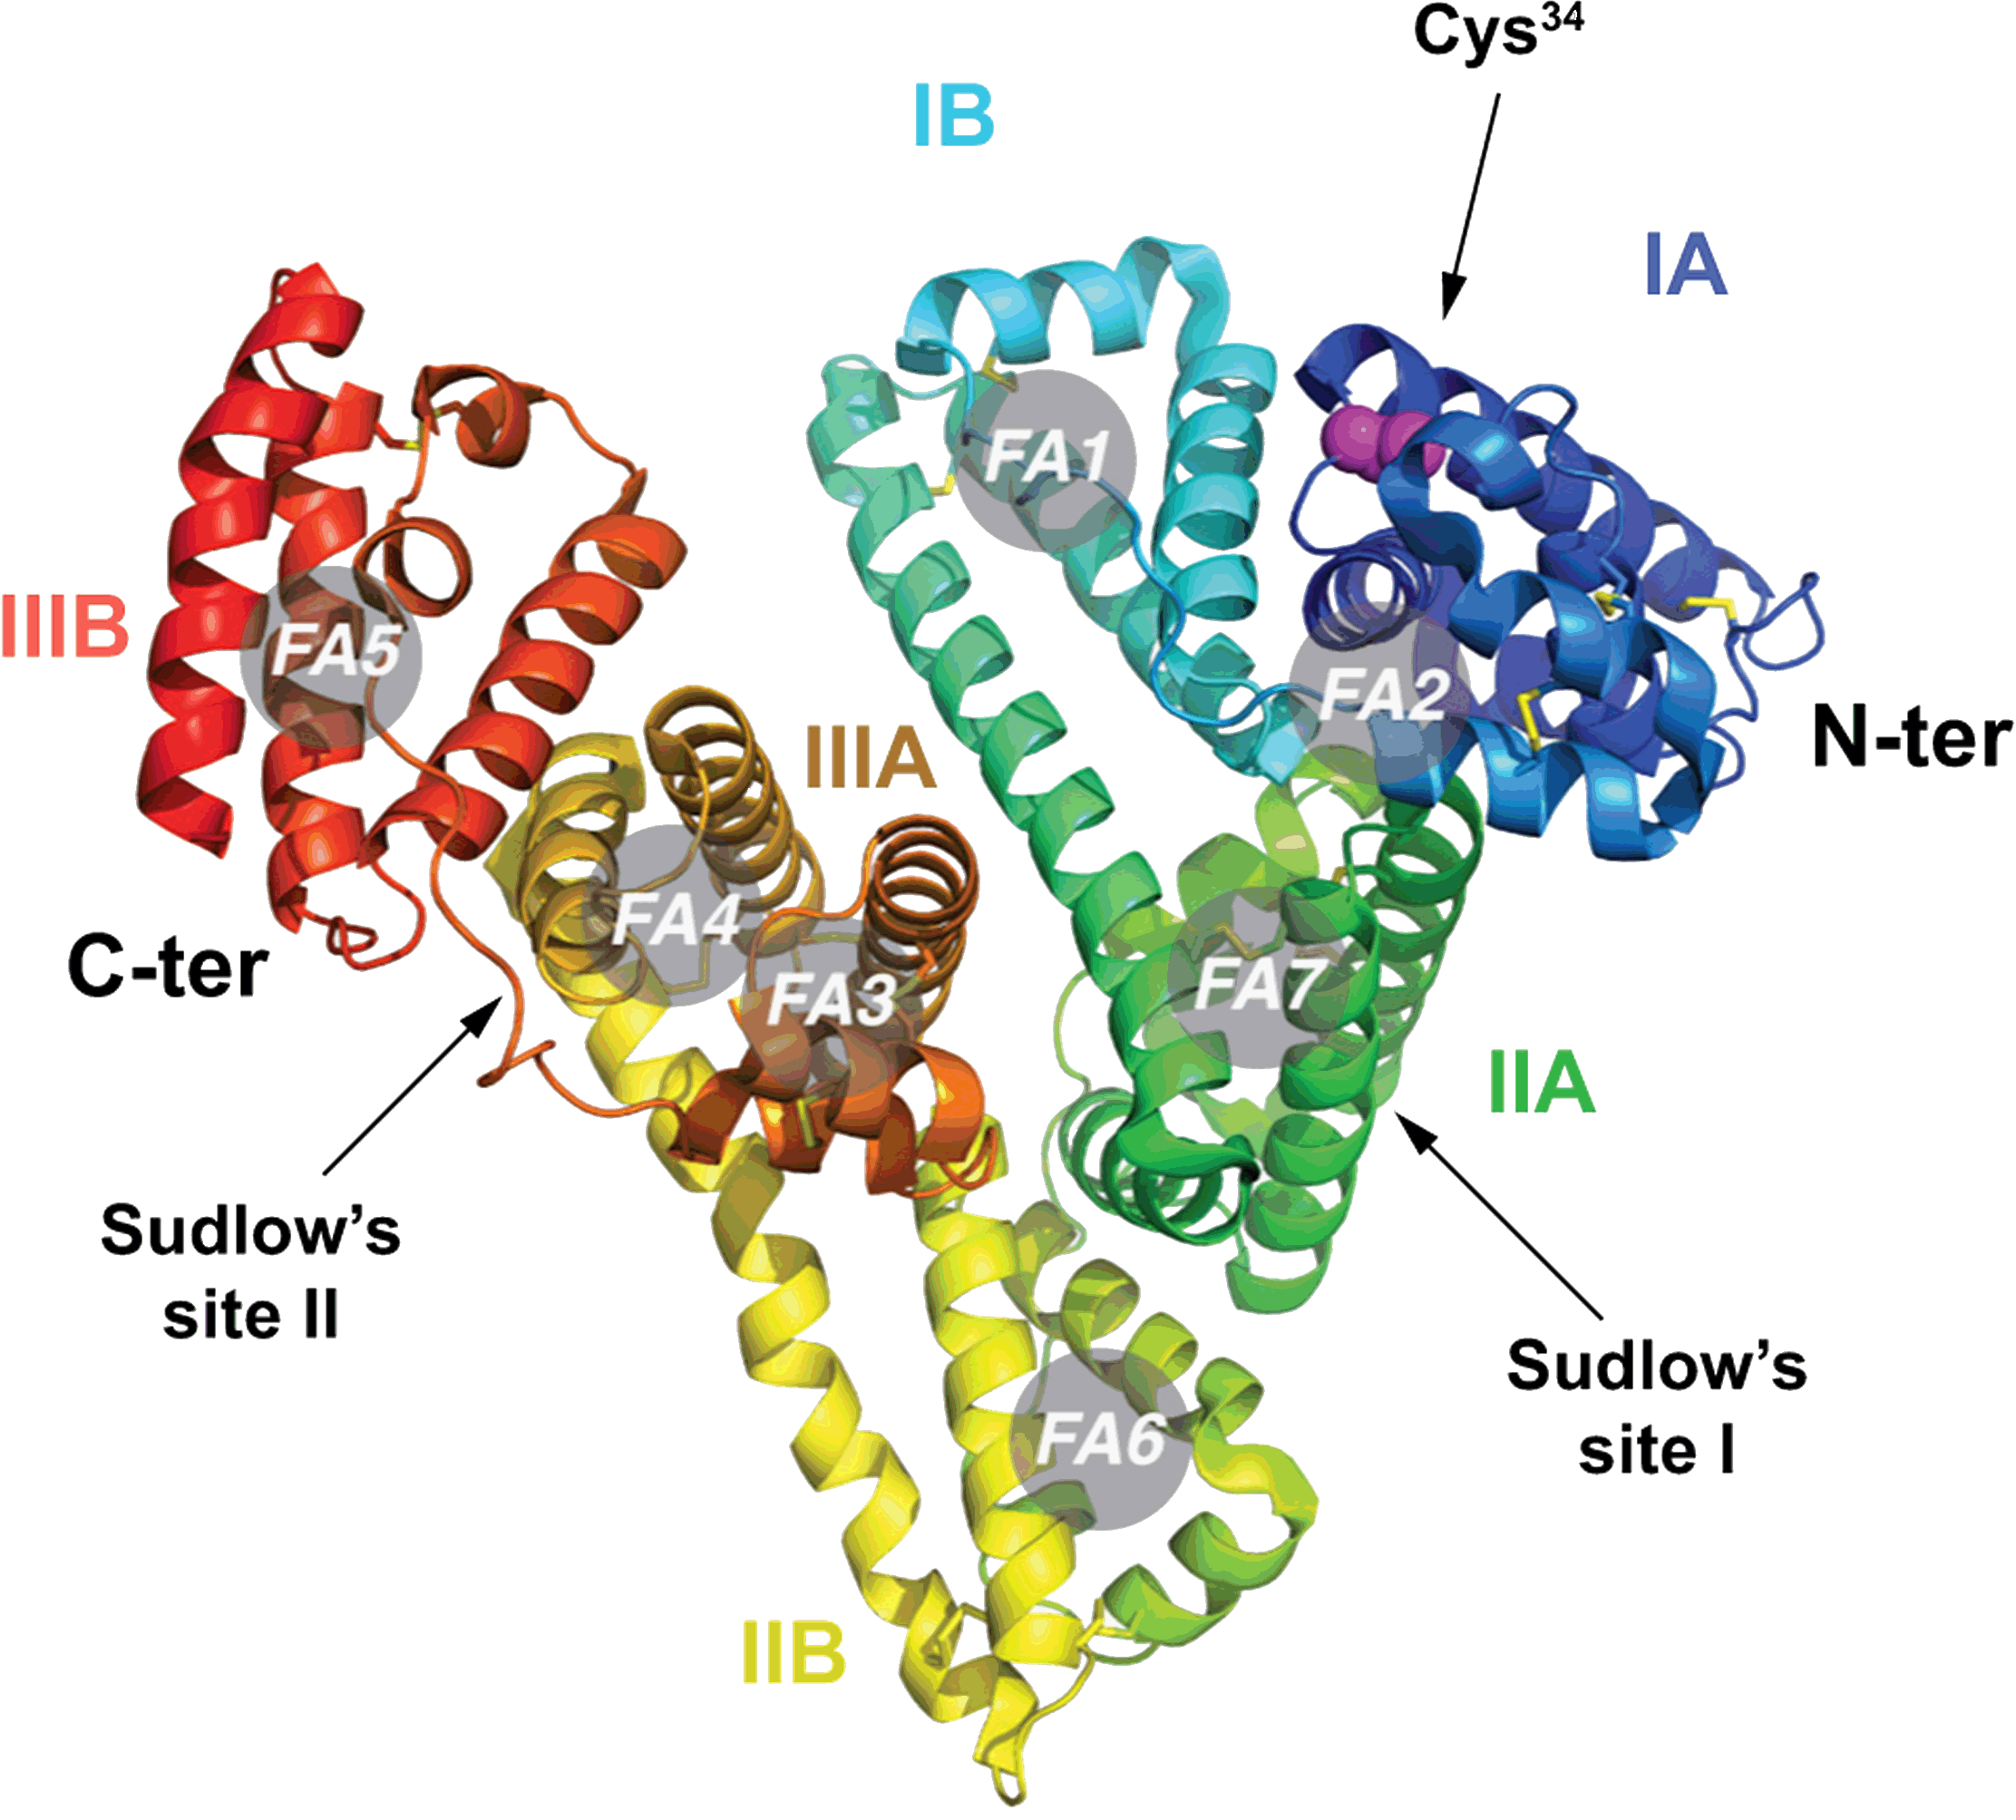 Cys³⁴
IB
IA
FA1
IIIB
FA5
FA2
N-ter
IIIA
FA4
C-ter
FA3
FA7
IIA
Sudlow’s
site II
Sudlow’s
site I
FA6
IIB